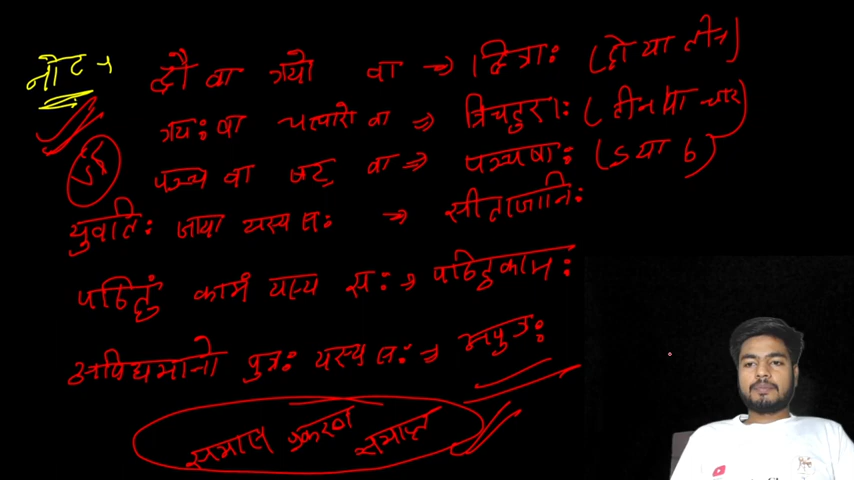 नोट → द्वौ वा त्रयो वा → द्वित्राः (दो या तीन)
त्रयः वा चत्वारो वा ⇒ त्रिचतुराः (तीन या चार)
पञ्च वा षट् वा ⇒ पञ्चषाः (5 या 6)
युवतिः जाया यस्य सः → सीताजानिः
पठितुं कामं यस्य सः → पठितुकामः
अविद्यमानो पुत्रः यस्य सः → अपुत्रः
समास प्रकरण समाप्त